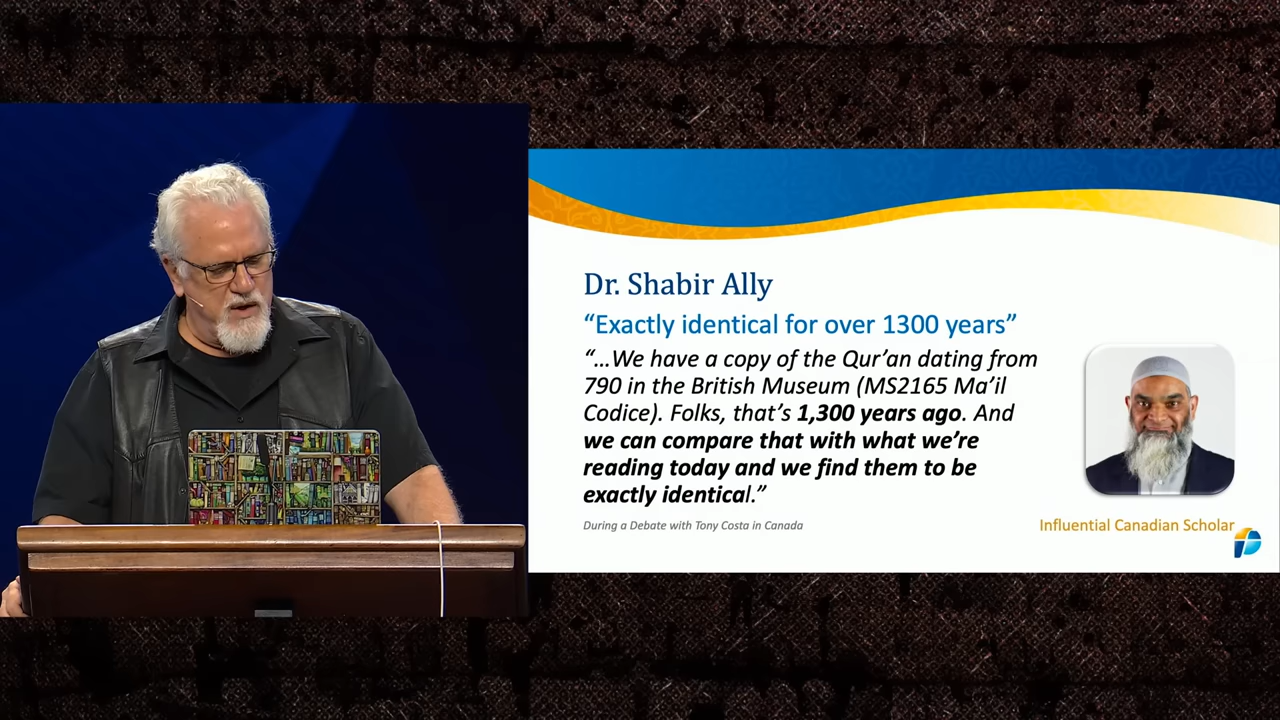 Dr. Shabir Ally
“Exactly identical for over 1300 years”
“…We have a copy of the Qur’an dating from
790 in the British Museum (MS2165 Ma’il
Codice). Folks, that’s 1,300 years ago. And
we can compare that with what we’re
reading today and we find them to be
exactly identical.”
During a Debate with Tony Costa in Canada
Influential Canadian Scholar